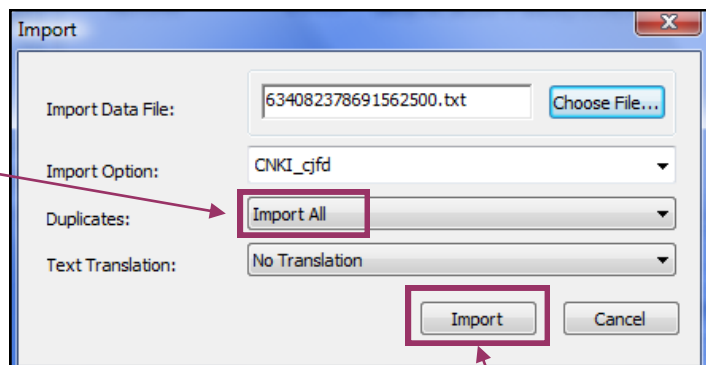 Import
Import Data File: 634082378691562500.txt Choose File...
Import Option: CNKI_cjfd
Duplicates: Import All
Text Translation: No Translation
Import Cancel